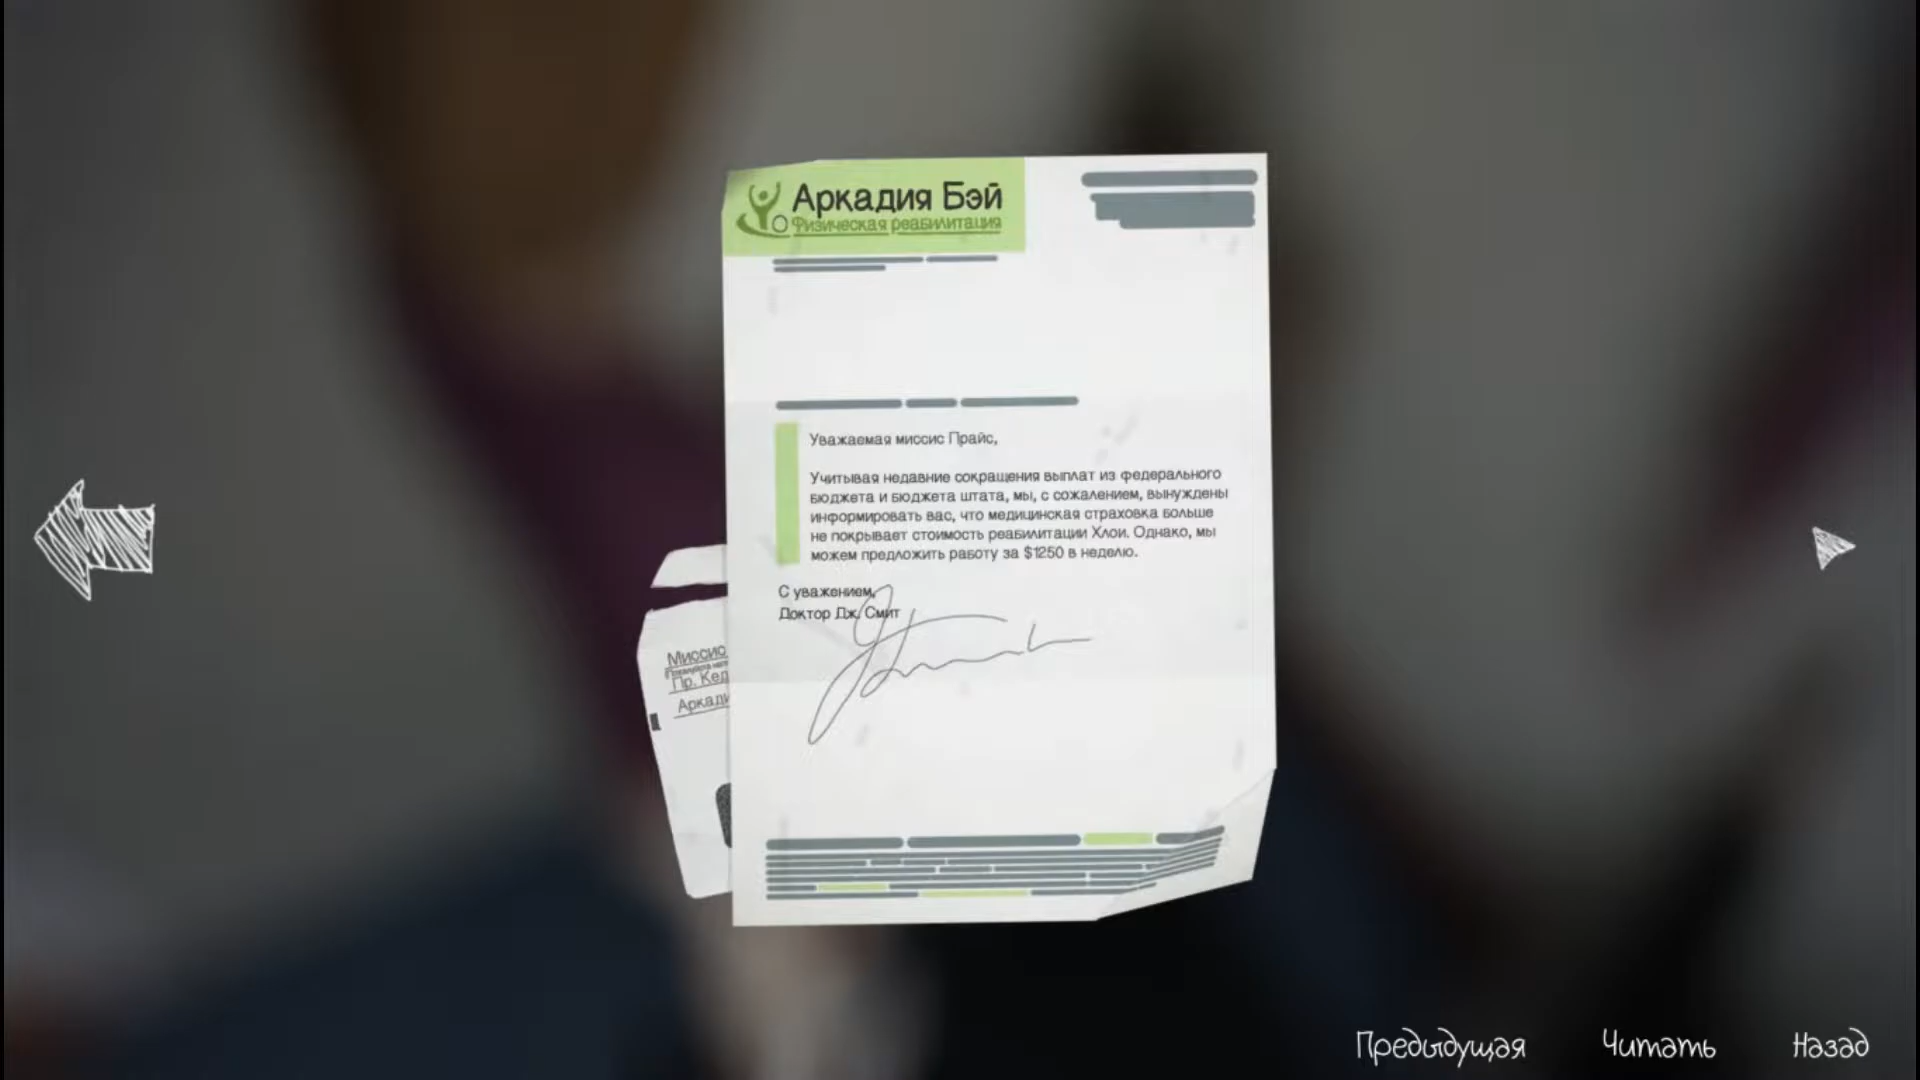 Аркадия Бэй
Физическая реабилитация
Уважаемая миссис Прайс,
Учитывая недавние сокращения выплат из федерального
бюджета и бюджета штата, мы, с сожалением, вынуждены
информировать вас, что медицинская страховка больше
не покрывает стоимость реабилитации Хлои. Однако, мы
можем предложить работу за $1250 в неделю.
С уважением,
Доктор Дж. Смит
Миссис
Пр. Кед
Аркади
Предыдущая
Читать
Назад